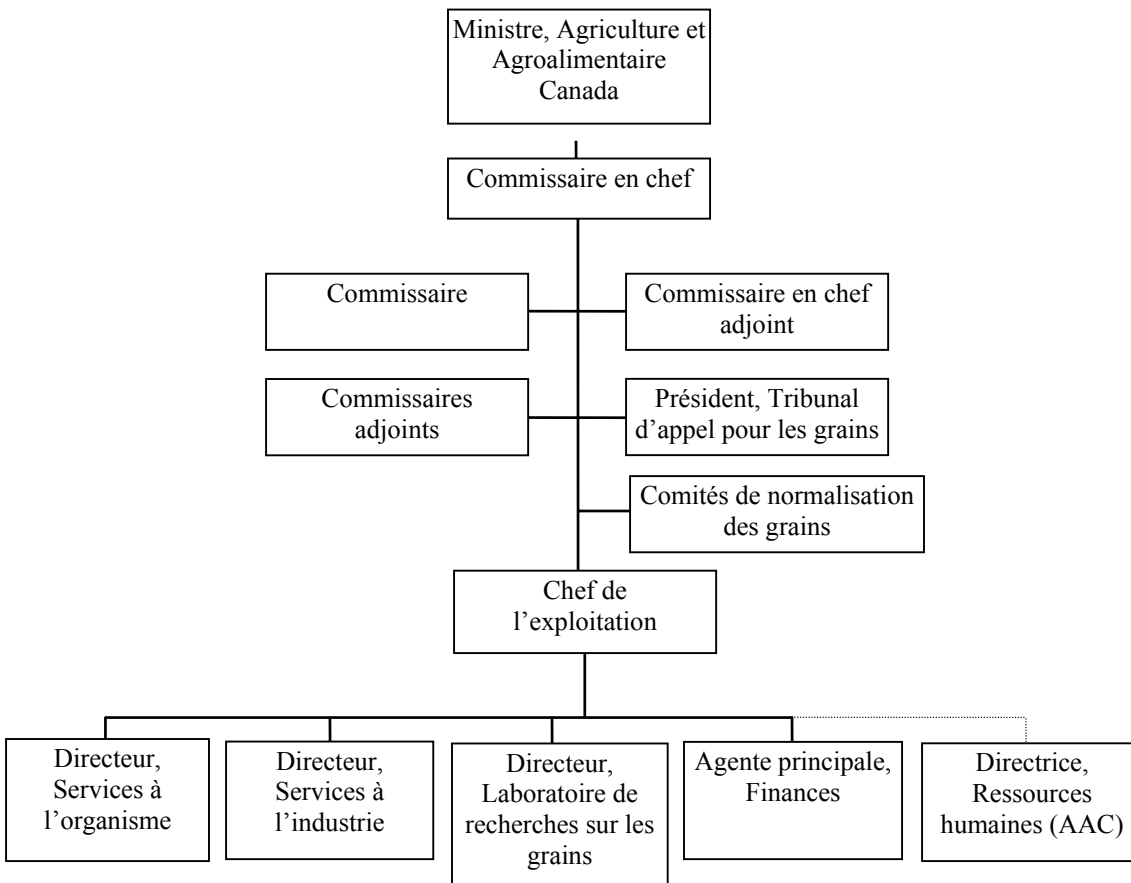 Ministre, Agriculture et
Agroalimentaire
Canada
Commissaire en chef
Commissaire
Commissaire en chef
adjoint
Commissaires
adjoints
Président, Tribunal
d’appel pour les grains
Comités de normalisation
des grains
Chef de
l’exploitation
Directeur,
Services à
l’organisme
Directeur,
Services à
l’industrie
Directeur,
Laboratoire de
recherches sur les
grains
Agente principale,
Finances
Directrice,
Ressources
humaines (AAC)